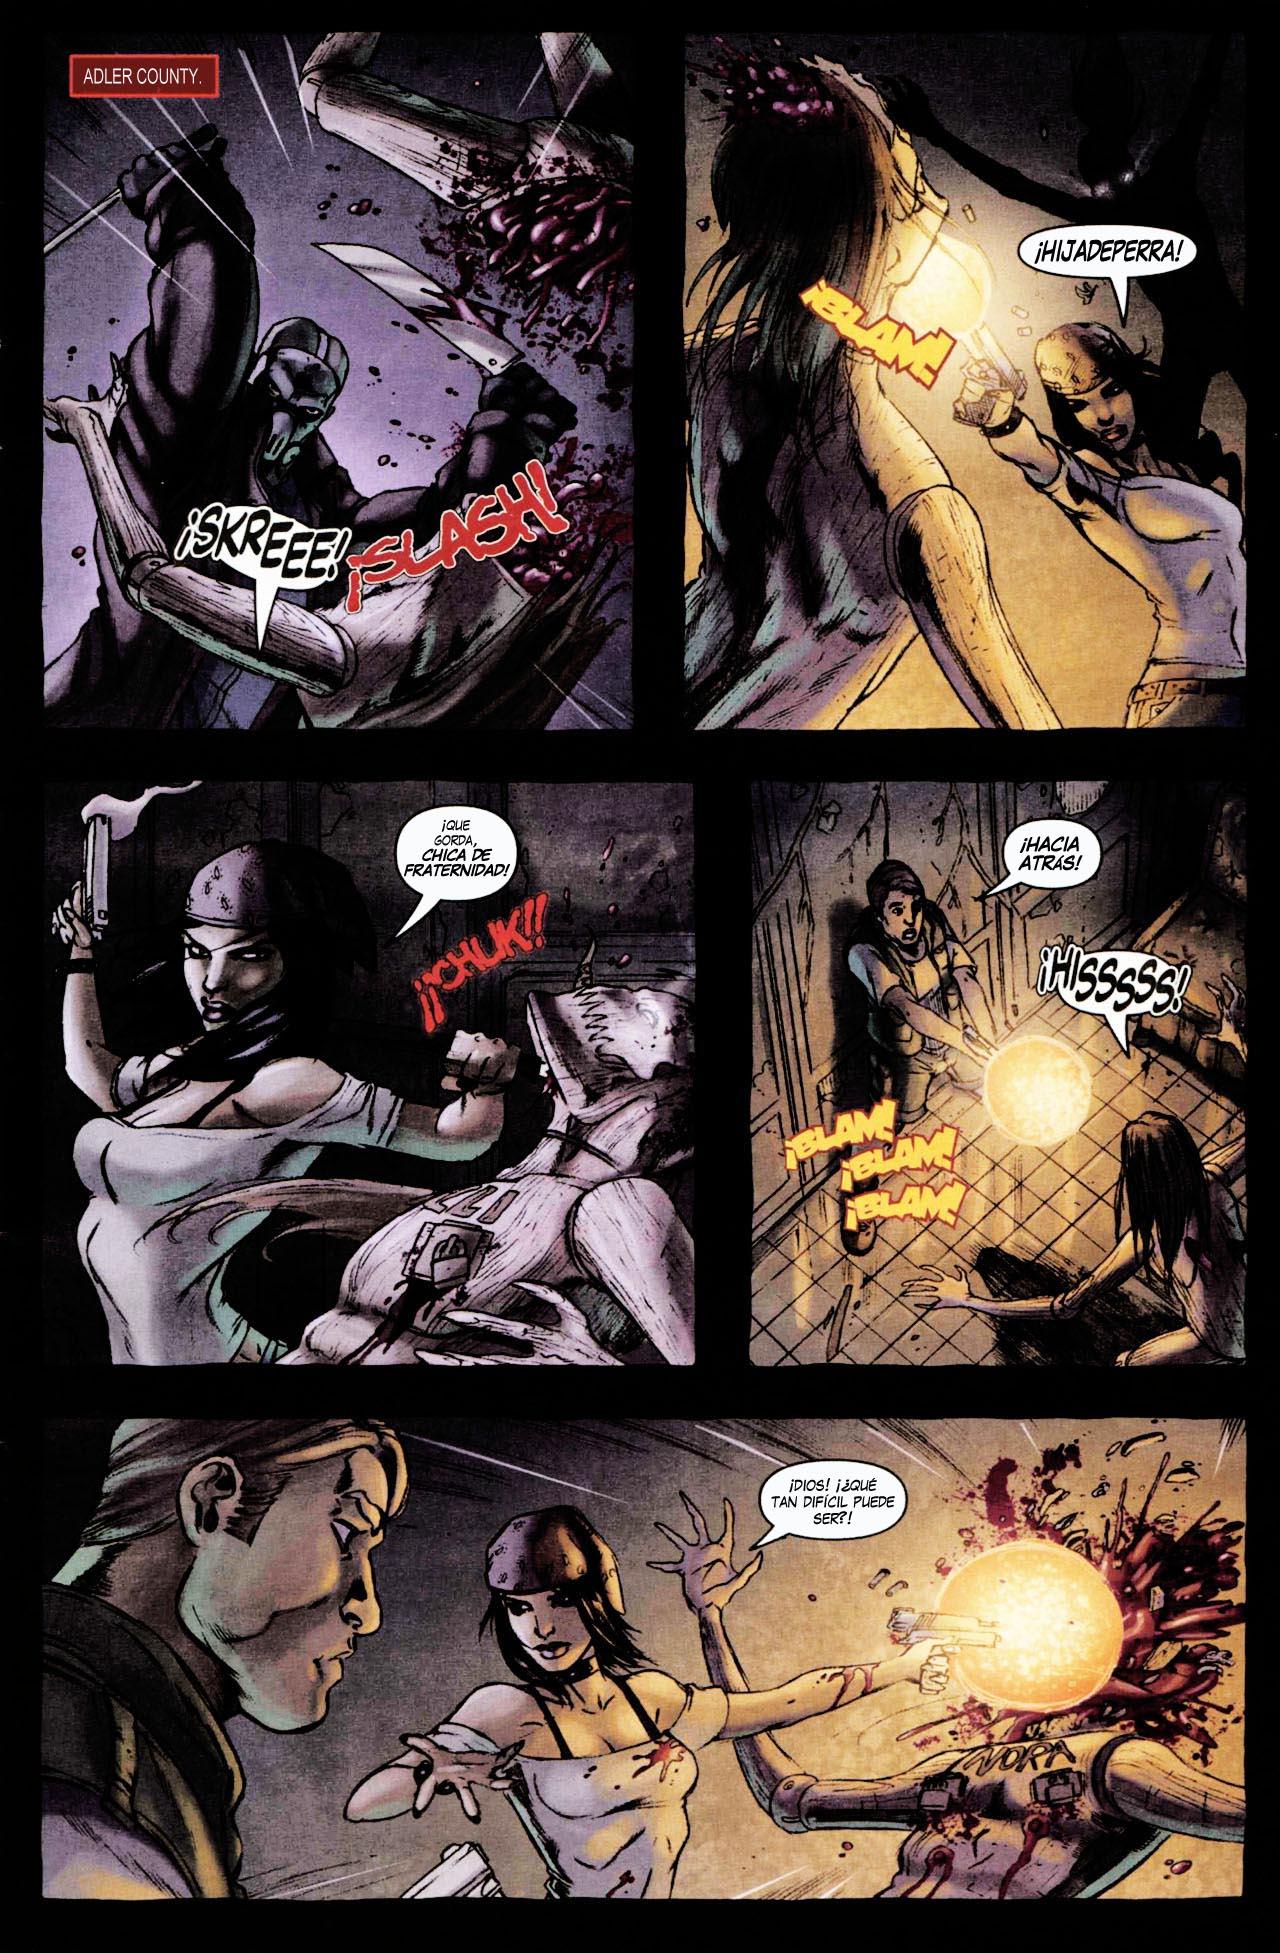 ADLER COUNTY.
¡SKREEE!
¡SLASH!
¡HIJADEPERRA!
¡BLAM!
¡QUE
GORDA,
CHICA DE
FRATERNIDAD!
¡¡CHUK!!
¡HACIA
ATRÁS!
¡HISSSSS!
¡BLAM!
¡BLAM!
¡BLAM!
¡DIOS! ¡¿QUÉ
TAN DIFÍCIL PUEDE
SER?!
NORA